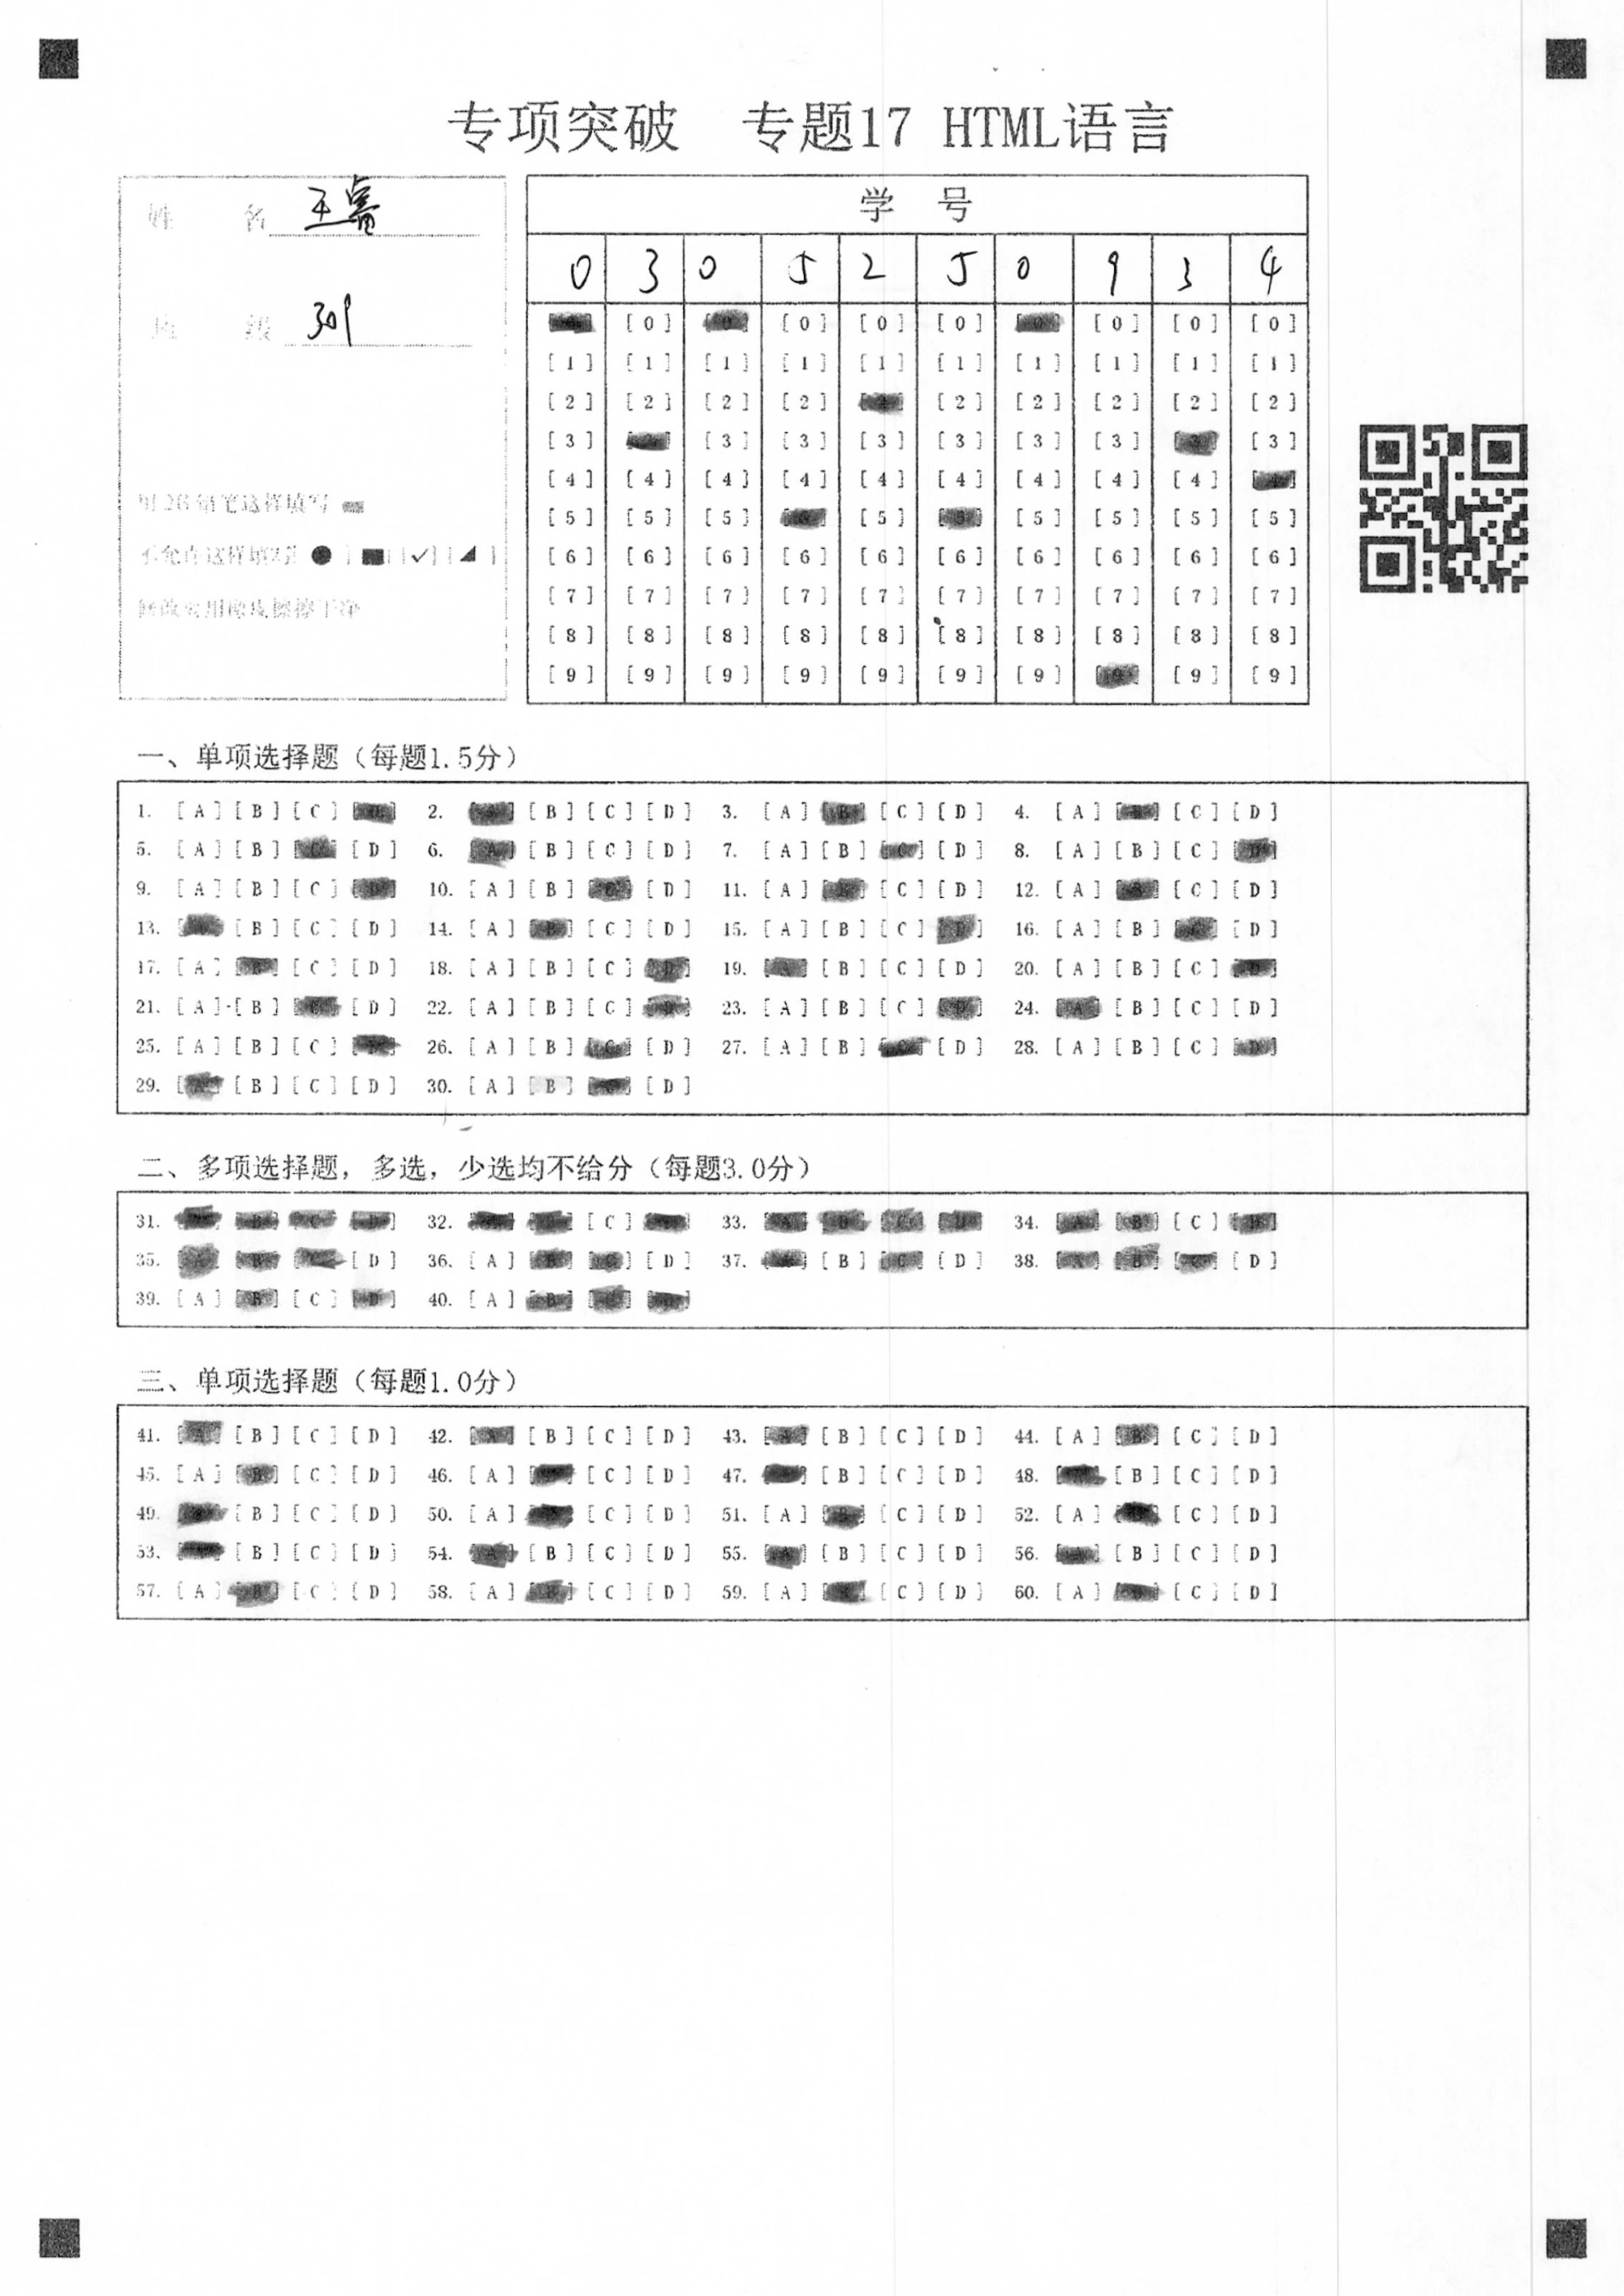 专项突破 专题17 HTML语言
姓 名 王睿
班 级 301
用2B铅笔这样填写
不允许这样填写
修改要用橡皮擦擦干净
学 号
0 3 0 5 2 5 0 9 3 4
[0] [0] [0] [0] [0] [0] [0]
[1] [1] [1] [1] [1] [1] [1] [1] [1] [1]
[2] [2] [2] [2] [2] [2] [2] [2] [2]
[3] [3] [3] [3] [3] [3] [3] [3]
[4] [4] [4] [4] [4] [4] [4] [4] [4]
[5] [5] [5] [5] [5] [5] [5] [5]
[6] [6] [6] [6] [6] [6] [6] [6] [6] [6]
[7] [7] [7] [7] [7] [7] [7] [7] [7] [7]
[8] [8] [8] [8] [8] [8] [8] [8] [8] [8]
[9] [9] [9] [9] [9] [9] [9] [9] [9]
一、单项选择题（每题1.5分）
1. [A] [B] [C] 2. [B] [C] [D] 3. [A] [C] [D] 4. [A] [C] [D]
5. [A] [B] [D] 6. [B] [C] [D] 7. [A] [B] [D] 8. [A] [B] [C]
9. [A] [B] [C] 10. [A] [B] [D] 11. [A] [C] [D] 12. [A] [C] [D]
13. [B] [C] [D] 14. [A] [C] [D] 15. [A] [B] [C] 16. [A] [B] [D]
17. [A] [C] [D] 18. [A] [B] [C] 19. [B] [C] [D] 20. [A] [B] [C]
21. [A] [B] [D] 22. [A] [B] [C] 23. [A] [B] [C] 24. [B] [C] [D]
25. [A] [B] [C] 26. [A] [B] [D] 27. [A] [B] [D] 28. [A] [B] [C]
29. [B] [C] [D] 30. [A] [B] [D]
二、多项选择题，多选，少选均不给分（每题3.0分）
31. 32. [C] 33. 34. [C]
35. [D] 36. [A] [D] 37. [B] [D] 38. [D]
39. [A] [C] 40. [A]
三、单项选择题（每题1.0分）
41. [B] [C] [D] 42. [B] [C] [D] 43. [B] [C] [D] 44. [A] [C] [D]
45. [A] [C] [D] 46. [A] [C] [D] 47. [B] [C] [D] 48. [B] [C] [D]
49. [B] [C] [D] 50. [A] [C] [D] 51. [A] [C] [D] 52. [A] [C] [D]
53. [B] [C] [D] 54. [B] [C] [D] 55. [B] [C] [D] 56. [B] [C] [D]
57. [A] [C] [D] 58. [A] [C] [D] 59. [A] [C] [D] 60. [A] [C] [D]